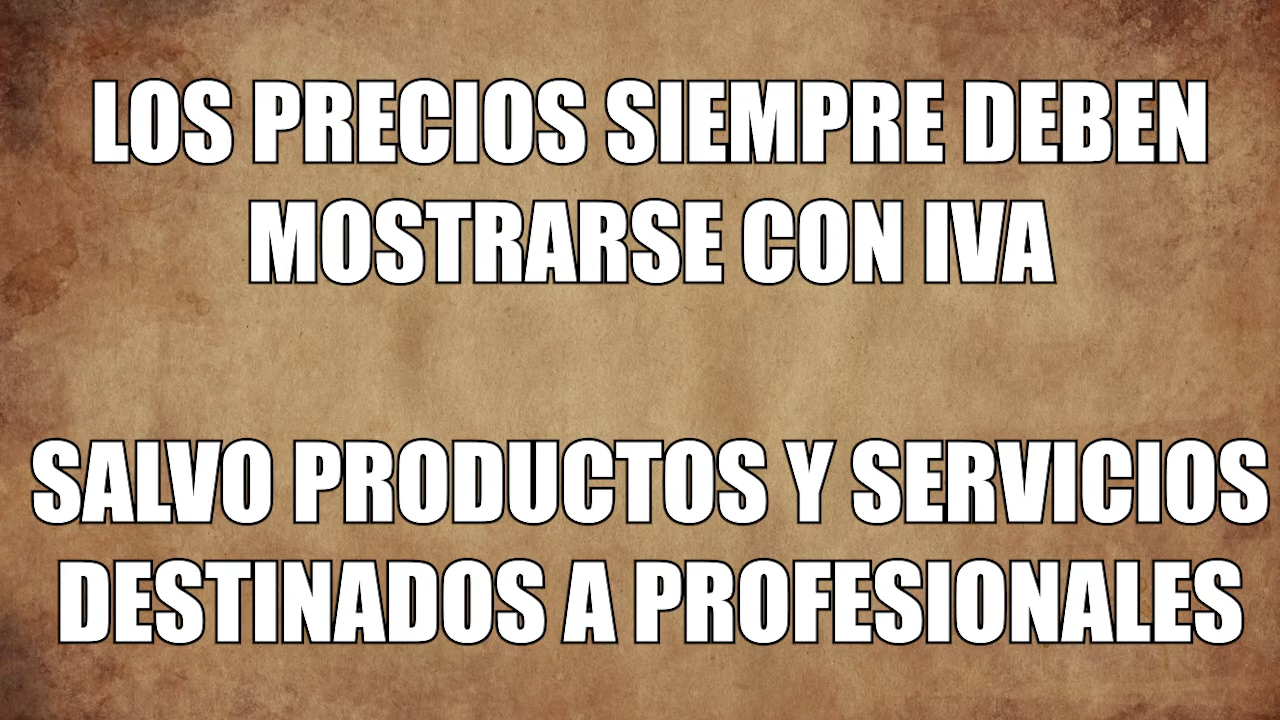 LOS PRECIOS SIEMPRE DEBEN
MOSTRARSE CON IVA
SALVO PRODUCTOS Y SERVICIOS
DESTINADOS A PROFESIONALES